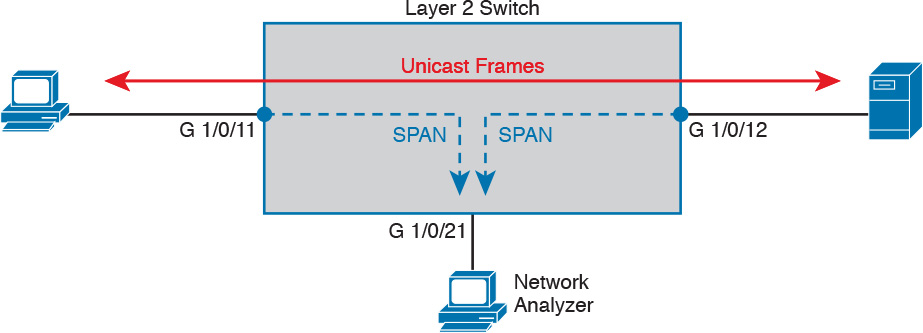 Layer 2 Switch
Unicast Frames
G 1/0/11
SPAN
SPAN
G 1/0/12
G 1/0/21
Network
Analyzer